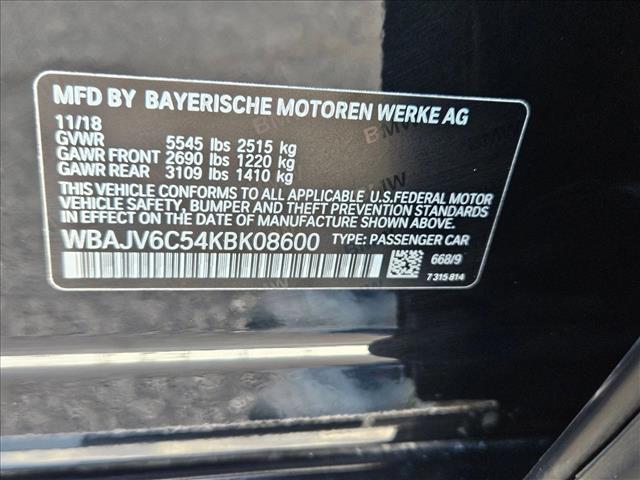 MFD BY BAYERISCHE MOTOREN WERKE AG
11/18
GVWR 5545 lbs 2515 kg
GAWR FRONT 2690 lbs 1220 kg
GAWR REAR 3109 lbs 1410 kg
THIS VEHICLE CONFORMS TO ALL APPLICABLE U.S.FEDERAL MOTOR
VEHICLE SAFETY, BUMPER AND THEFT PREVENTION STANDARDS
IN EFFECT ON THE DATE OF MANUFACTURE SHOWN ABOVE.
WBAJV6C54KBK08600 TYPE: PASSENGER CAR
668/9
7 315 814